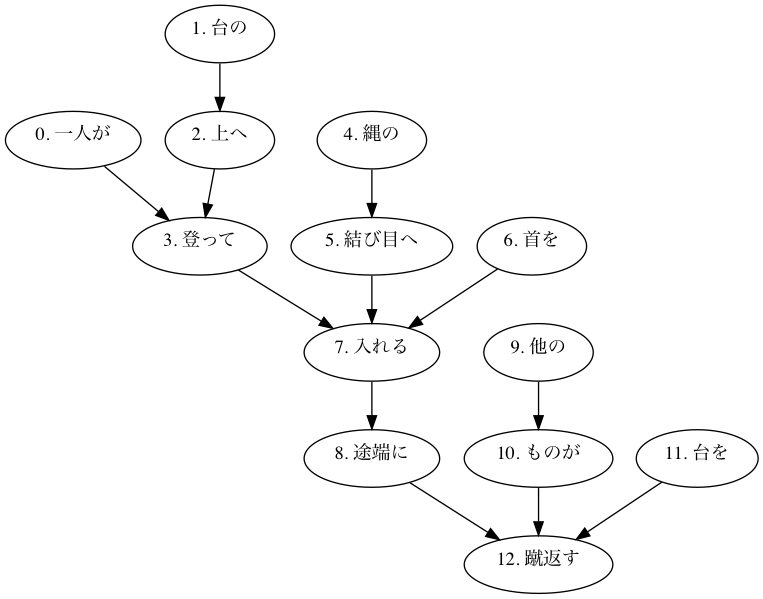 1. 台の
0. 一人が
2. 上へ
4. 縄の
3. 登って
5. 結び目へ
6. 首を
7. 入れる
9. 他の
8. 途端に
10. ものが
11. 台を
12. 蹴返す